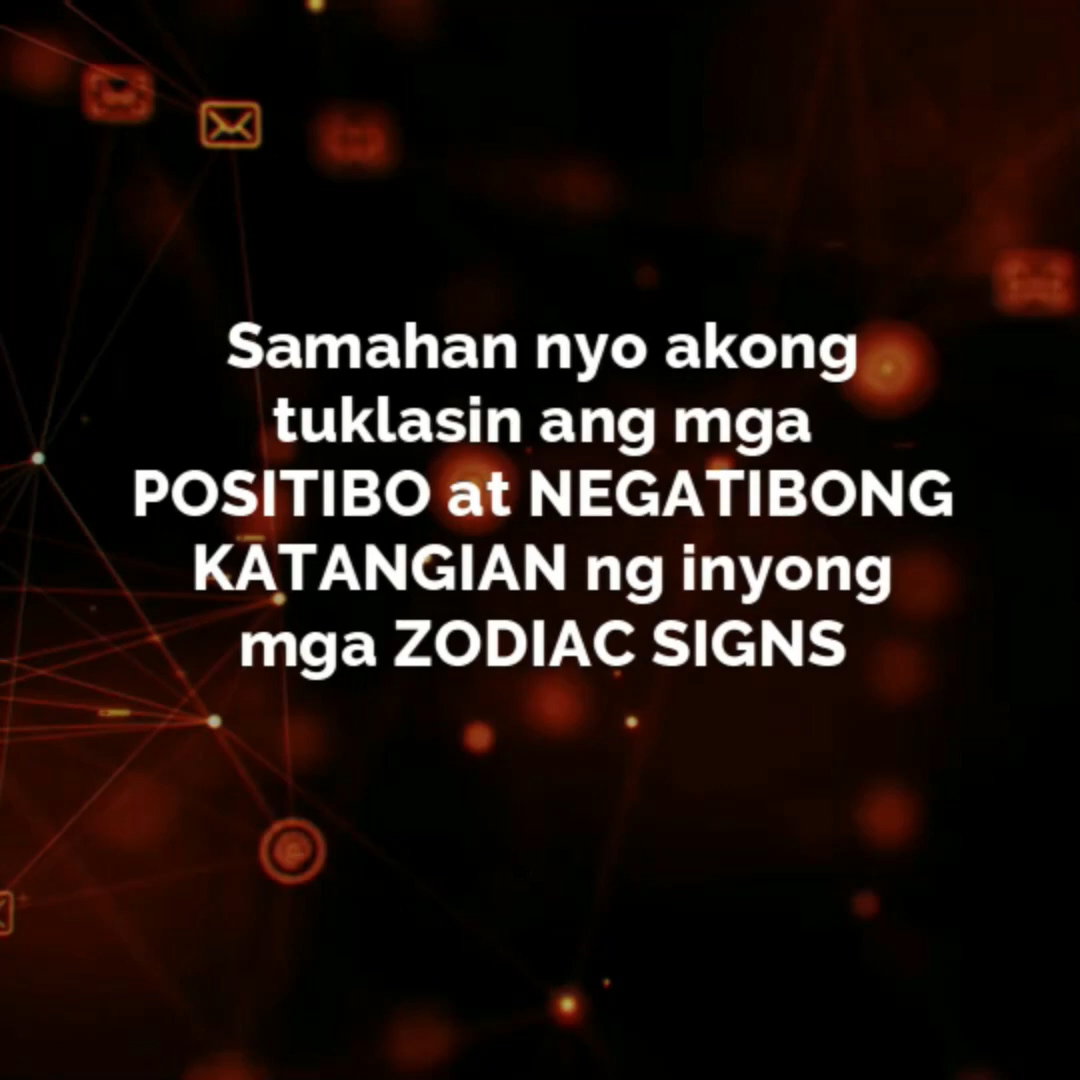 Samahan nyo akong
tuklasin ang mga
POSITIBO at NEGATIBONG
KATANGIAN ng inyong
mga ZODIAC SIGNS